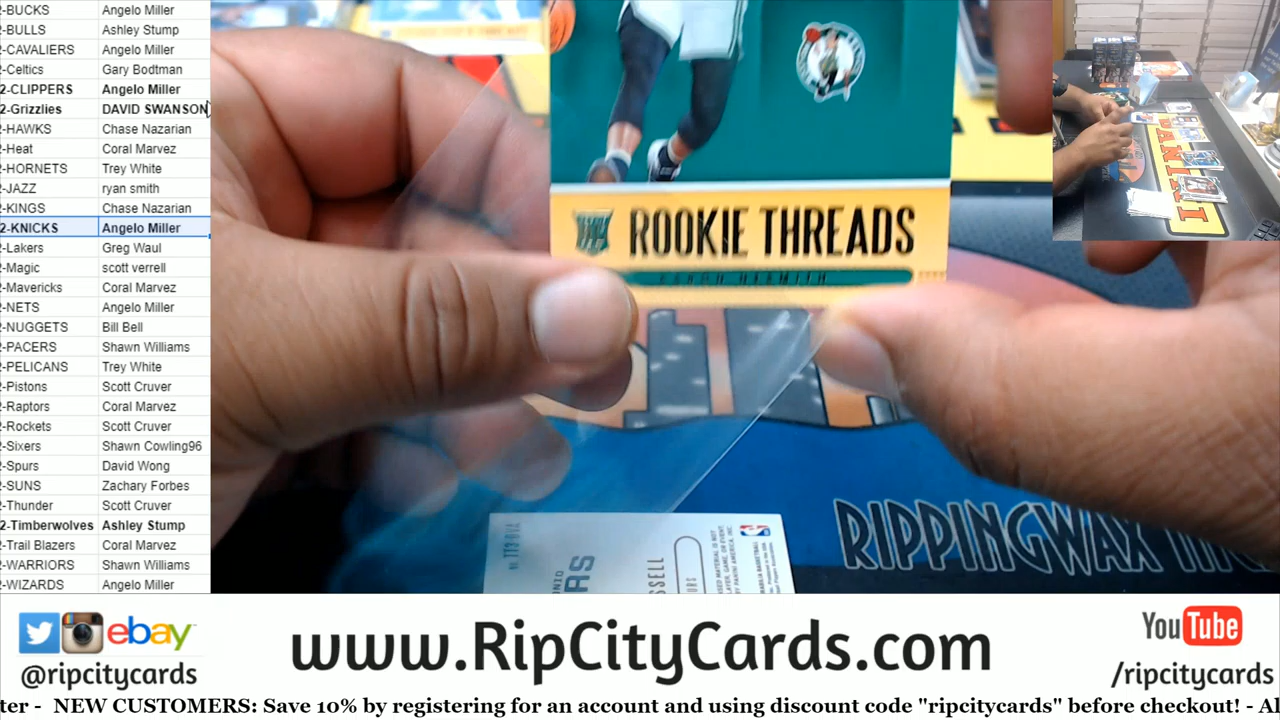 2-BUCKS Angelo Miller
2-BULLS Ashley Stump
2-CAVALIERS Angelo Miller
2-Celtics Gary Bodtman
2-CLIPPERS Angelo Miller
2-Grizzlies DAVID SWANSON
2-HAWKS Chase Nazarian
2-Heat Coral Marvez
2-HORNETS Trey White
2-JAZZ ryan smith
2-KINGS Chase Nazarian
2-KNICKS Angelo Miller
2-Lakers Greg Waul
2-Magic scott verrell
2-Mavericks Coral Marvez
2-NETS Angelo Miller
2-NUGGETS Bill Bell
2-PACERS Shawn Williams
2-PELICANS Trey White
2-Pistons Scott Cruver
2-Raptors Coral Marvez
2-Rockets Scott Cruver
2-Sixers Shawn Cowling96
2-Spurs David Wong
2-SUNS Zachary Forbes
2-Thunder Scott Cruver
2-Timberwolves Ashley Stump
2-Trail Blazers Coral Marvez
2-WARRIORS Shawn Williams
2-WIZARDS Angelo Miller
ROOKIE THREADS
PANINI
RIPPINGWAX
SSELL
NBA
ebay
@ripcitycards
www.RipCityCards.com
YouTube
/ripcitycards
ter - NEW CUSTOMERS: Save 10% by registering for an account and using discount code "ripcitycards" before checkout! - Al